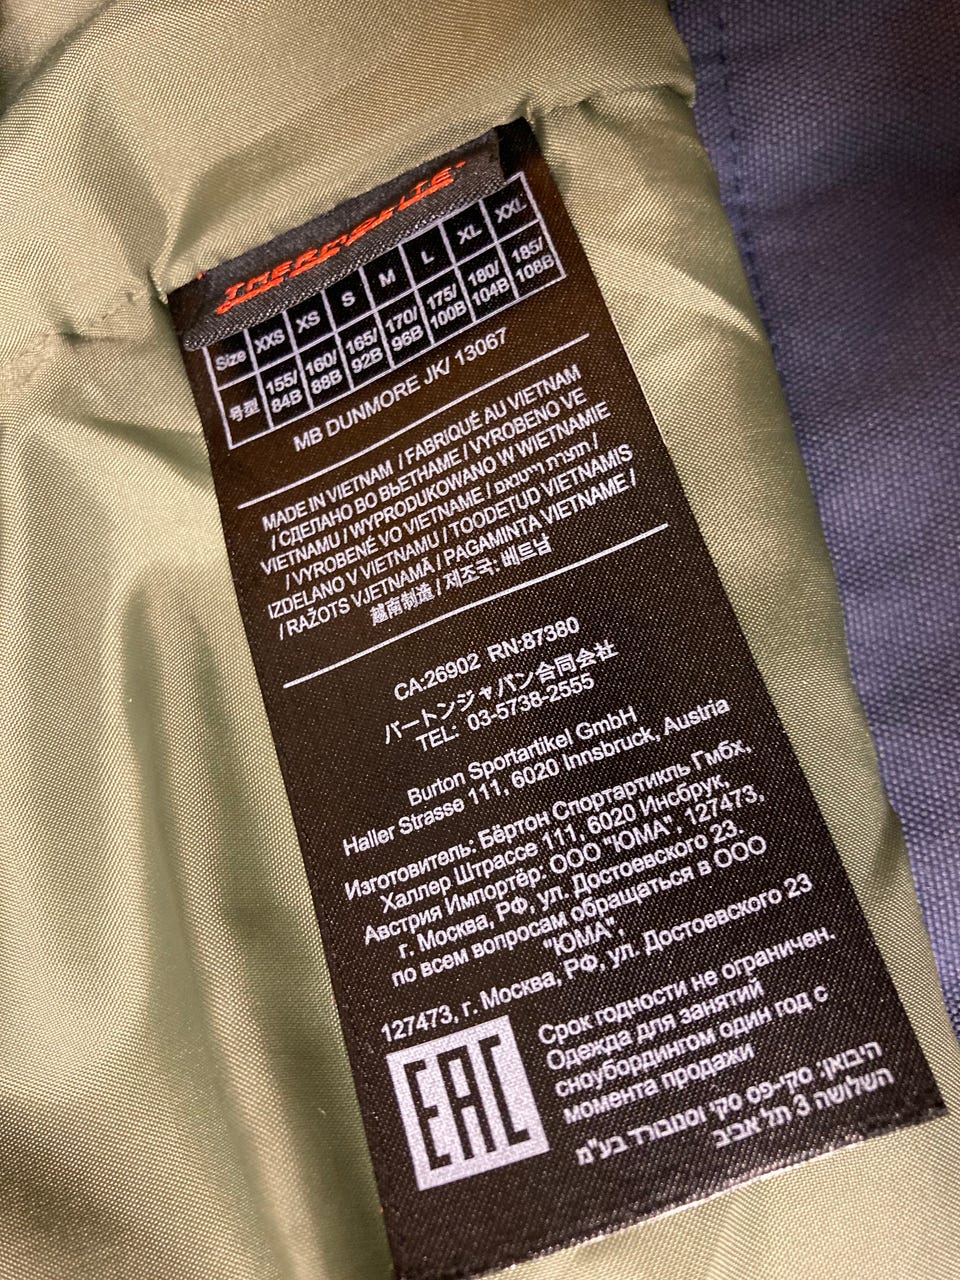 THERMOLITE
Size XXS XS S M L XL XXL
号型 155/84B 160/88B 165/92B 170/96B 175/100B 180/104B 185/108B
MB DUNMORE JK/ 13067
MADE IN VIETNAM / FABRIQUÉ AU VIETNAM
/ СДЕЛАНО ВО ВЬЕТНАМЕ / VYROBENO VE
VIETNAMU / WYPRODUKOWANO W WIETNAMIE
/ VYROBENÉ VO VIETNAME / תוצרת וייטנאם /
IZDELANO V VIETNAMU / TOODETUD VIETNAMIS
/ RAŽOTS VJETNAMĀ / PAGAMINTA VIETNAME /
越南制造 / 제조국: 베트남
CA:26902 RN:87380
バートンジャパン合同会社
TEL: 03-5738-2555
Burton Sportartikel GmbH
Haller Strasse 111, 6020 Innsbruck, Austria
Изготовитель: Бёртон Спортартикль Гмбх,
Халлер Штрассе 111, 6020 Инсбрук,
Австрия Импортёр: ООО "ЮМА", 127473,
г. Москва, РФ, ул. Достоевского 23.
по всем вопросам обращаться в ООО
"ЮМА",
127473, г. Москва, РФ, ул. Достоевского 23
EAC
Срок годности не ограничен.
Одежда для занятий
сноубордингом один год с
момента продажи
היבואן: סקי-פס סקי וסנובורד בע"מ
השלושה 3 תל אביב